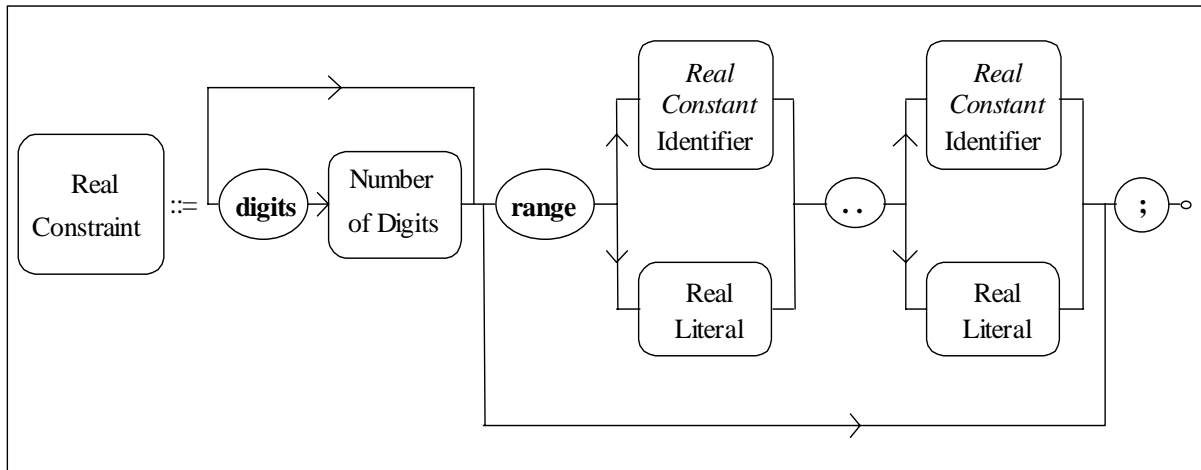 Real
Constraint
::=
digits
Number
of Digits
range
Real
Constant
Identifier
Real
Literal
. .
Real
Constant
Identifier
Real
Literal
;